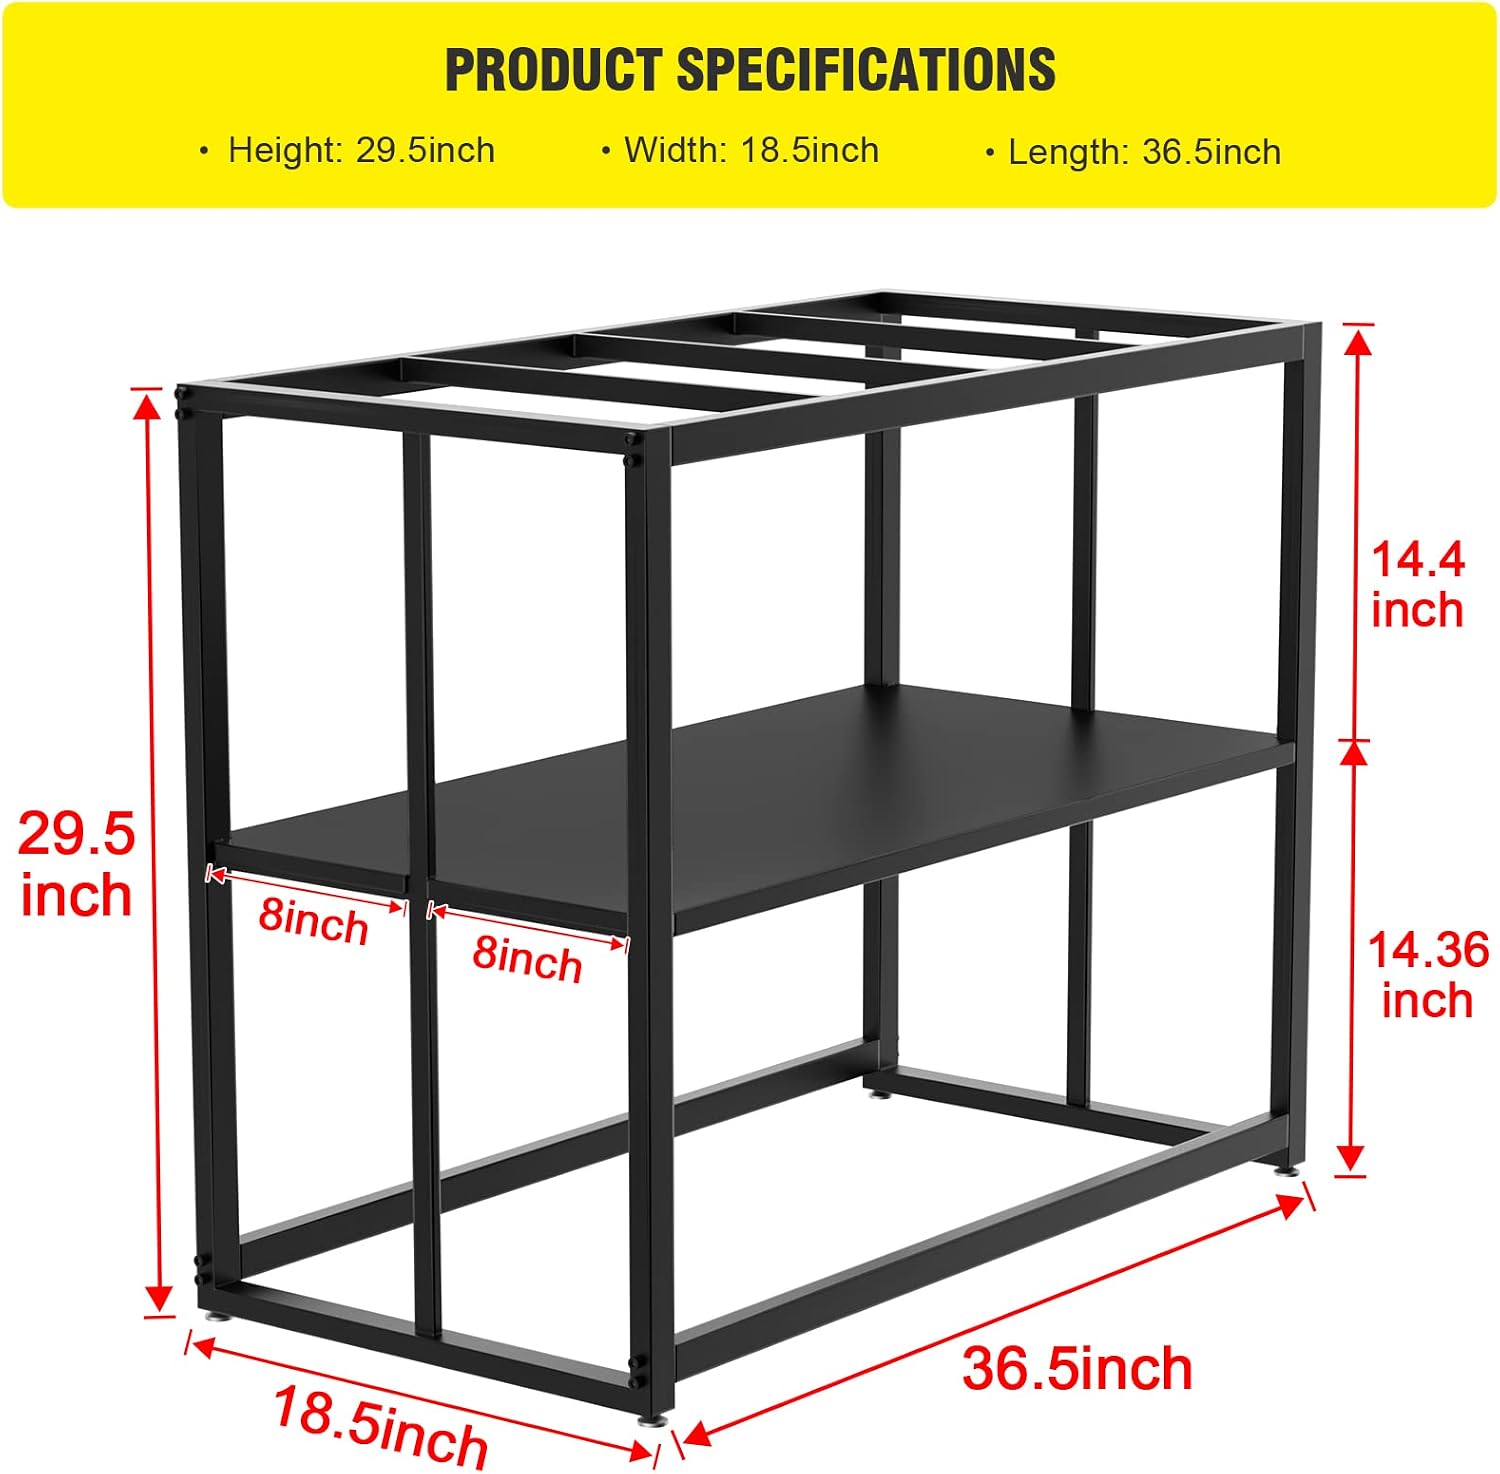 PRODUCT SPECIFICATIONS
• Height: 29.5inch • Width: 18.5inch • Length: 36.5inch
14.4
inch
29.5
inch
8inch
8inch
14.36
inch
36.5inch
18.5inch